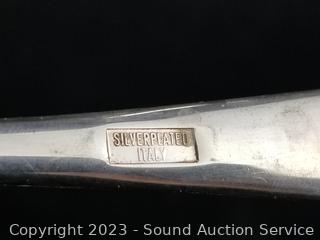 SILVERPLATED
ITALY
Copyright 2023 - Sound Auction Service